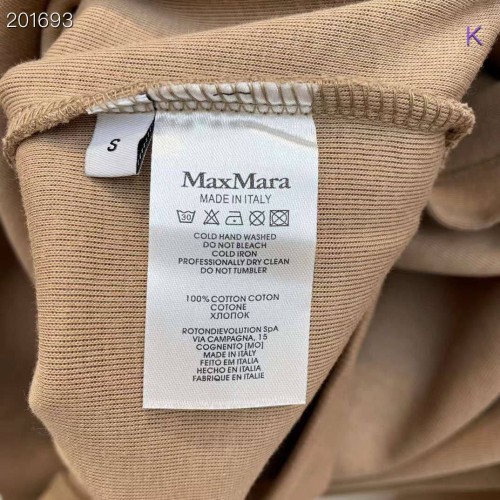 201693
K
S
MaxMara
MADE IN ITALY
30
COLD HAND WASHED
DO NOT BLEACH
COLD IRON
PROFESSIONALLY DRY CLEAN
DO NOT TUMBLER
100% COTTON COTON
COTONE
ХЛОПОК
ROTONDIEVOLUTION SpA
VIA CAMPAGNA, 15
COGNENTO [MO]
MADE IN ITALY
FEITO EM ITALIA
HECHO EN ITALIA
FABRIQUE EN ITALIE